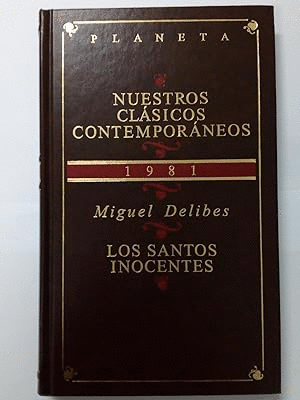 PLANETA
NUESTROS
CLÁSICOS
CONTEMPORÁNEOS
1981
Miguel Delibes
LOS SANTOS
INOCENTES